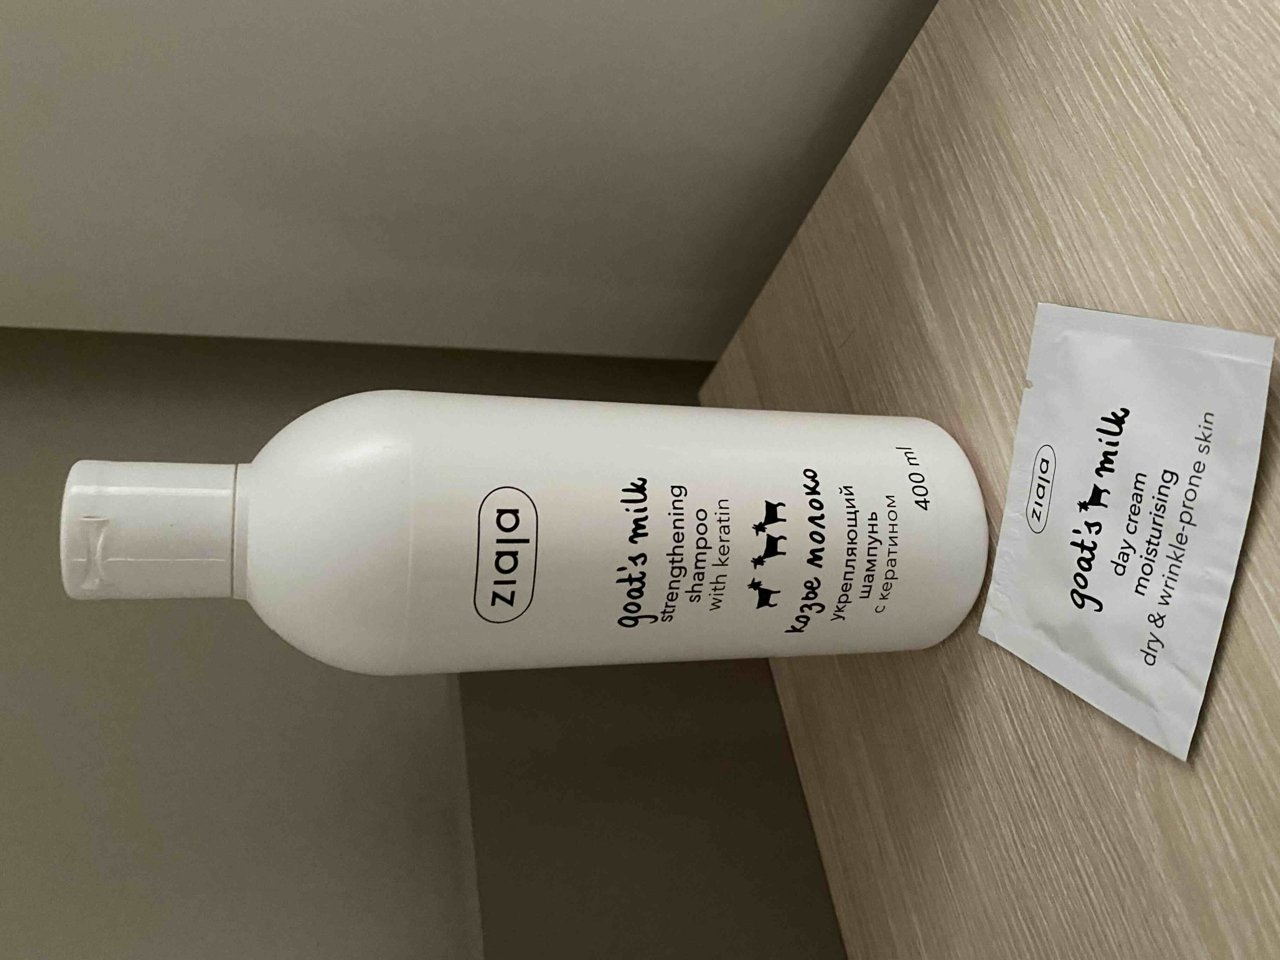 ziaja
goat's milk
strengthening
shampoo
with keratin
козье молоко
укрепляющий
шампунь
с кератином
400 ml
ziaja
goat's milk
day cream
moisturising
dry & wrinkle-prone skin